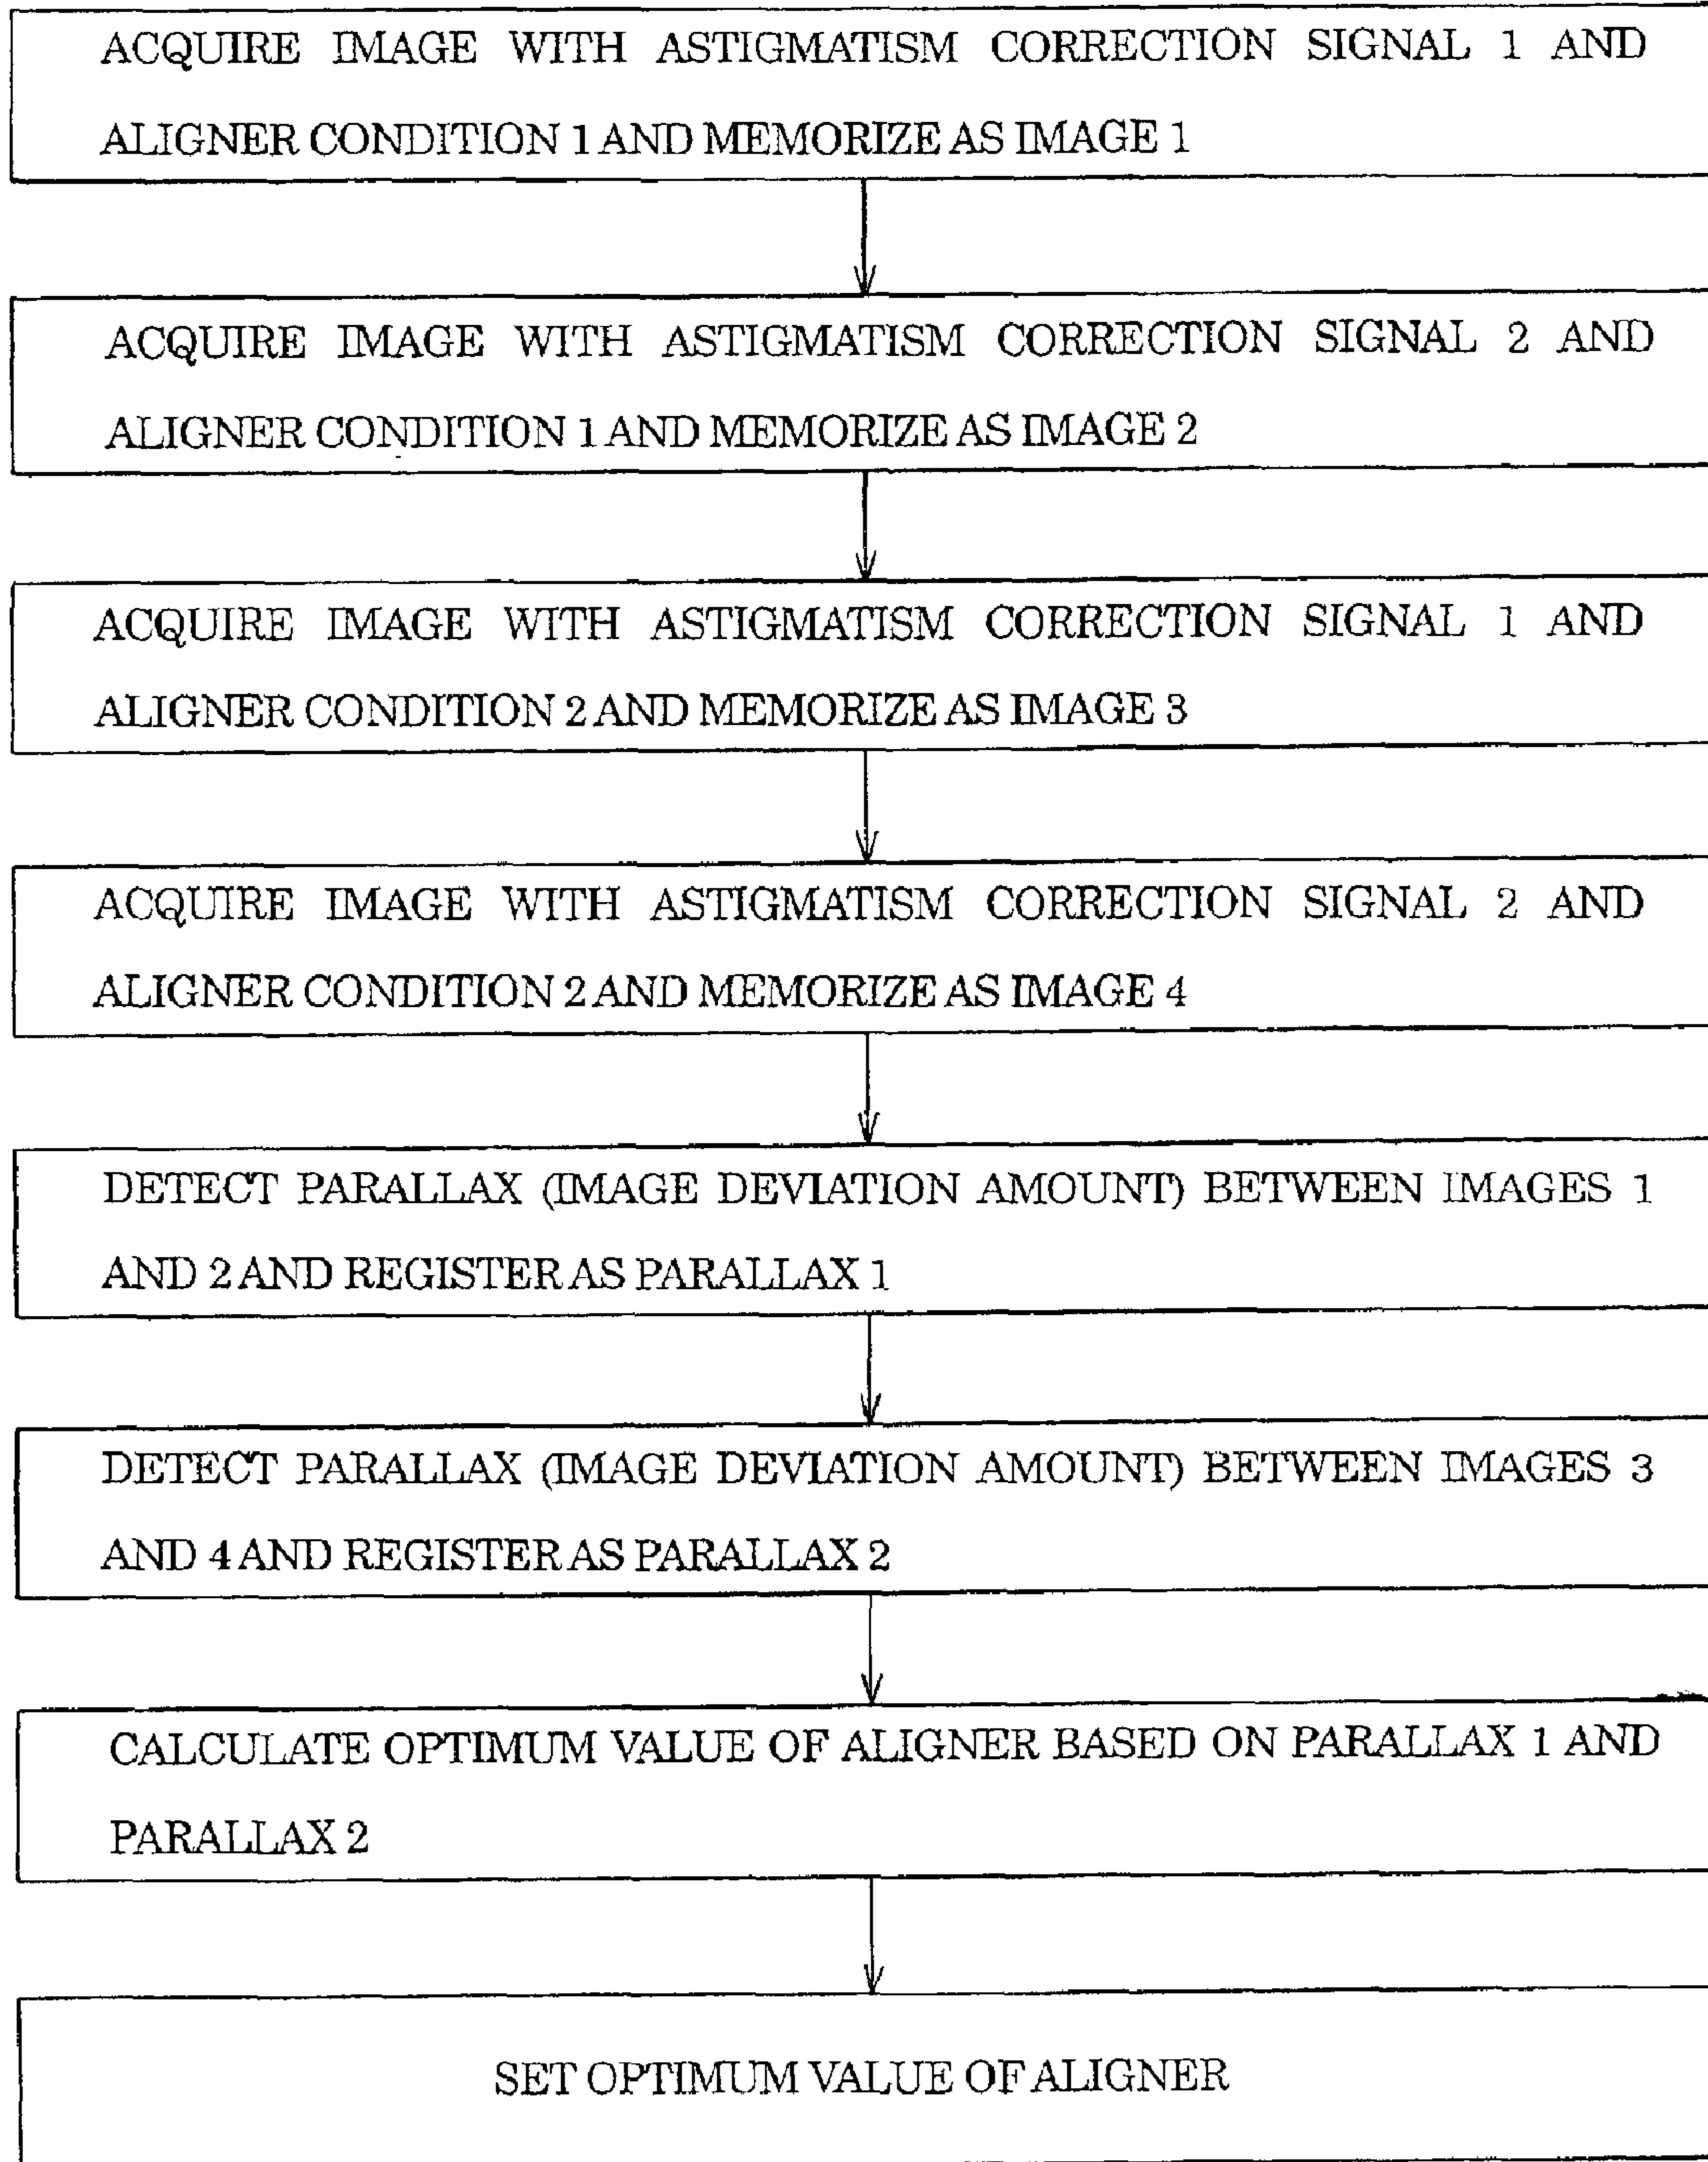 ACQUIRE IMAGE WITH ASTIGMATISM CORRECTION SIGNAL 1 AND
ALIGNER CONDITION 1 AND MEMORIZE AS IMAGE 1
ACQUIRE IMAGE WITH ASTIGMATISM CORRECTION SIGNAL 2 AND
ALIGNER CONDITION 1 AND MEMORIZE AS IMAGE 2
ACQUIRE IMAGE WITH ASTIGMATISM CORRECTION SIGNAL 1 AND
ALIGNER CONDITION 2 AND MEMORIZE AS IMAGE 3
ACQUIRE IMAGE WITH ASTIGMATISM CORRECTION SIGNAL 2 AND
ALIGNER CONDITION 2 AND MEMORIZE AS IMAGE 4
DETECT PARALLAX (IMAGE DEVIATION AMOUNT) BETWEEN IMAGES 1
AND 2 AND REGISTER AS PARALLAX 1
DETECT PARALLAX (IMAGE DEVIATION AMOUNT) BETWEEN IMAGES 3
AND 4 AND REGISTER AS PARALLAX 2
CALCULATE OPTIMUM VALUE OF ALIGNER BASED ON PARALLAX 1 AND
PARALLAX 2
SET OPTIMUM VALUE OF ALIGNER